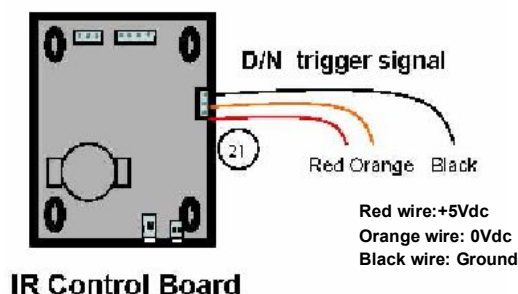 D/N trigger signal
21
Red Orange Black
Red wire:+5Vdc
Orange wire: 0Vdc
Black wire: Ground
IR Control Board